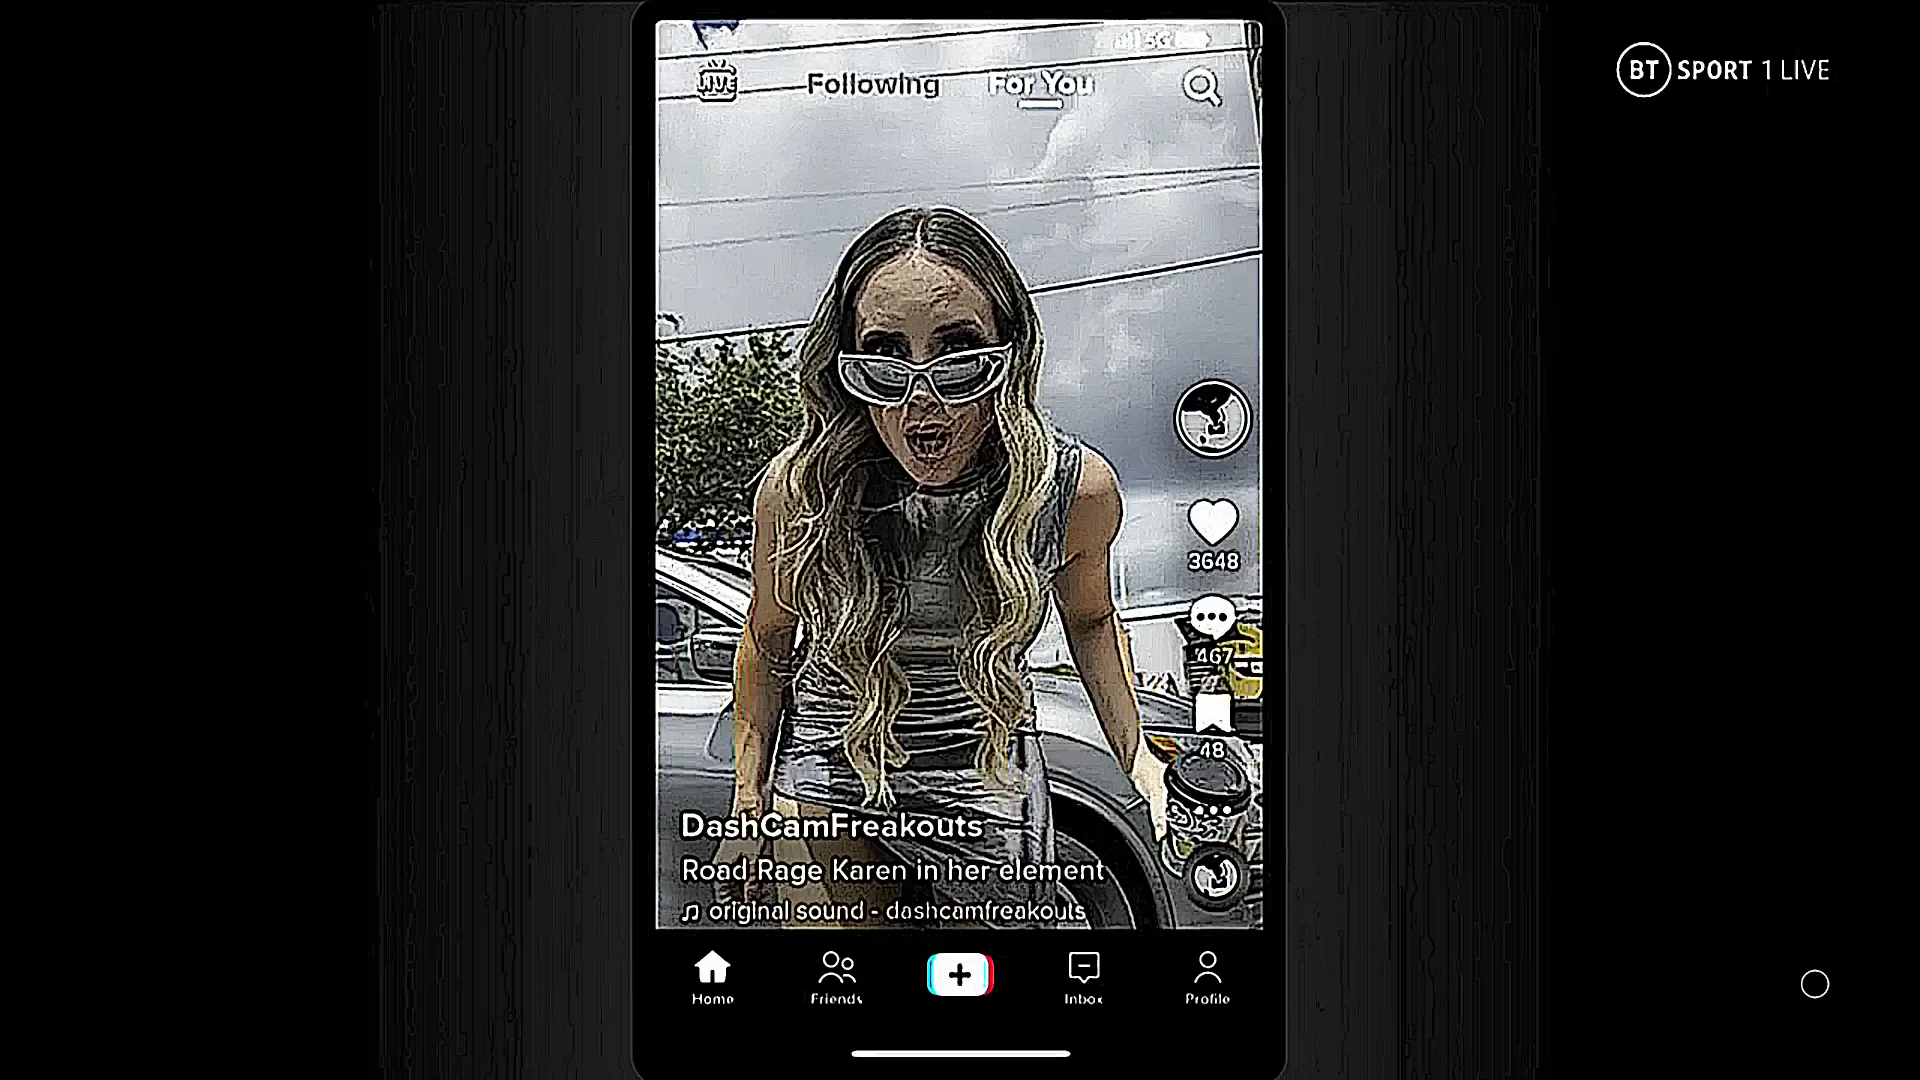 BT SPORT 1 LIVE
5G
LIVE Following For You
3648
467
48
DashCamFreakouts
Road Rage Karen in her element
♫ original sound - dashcamfreakouts
Home Friends Inbox Profile